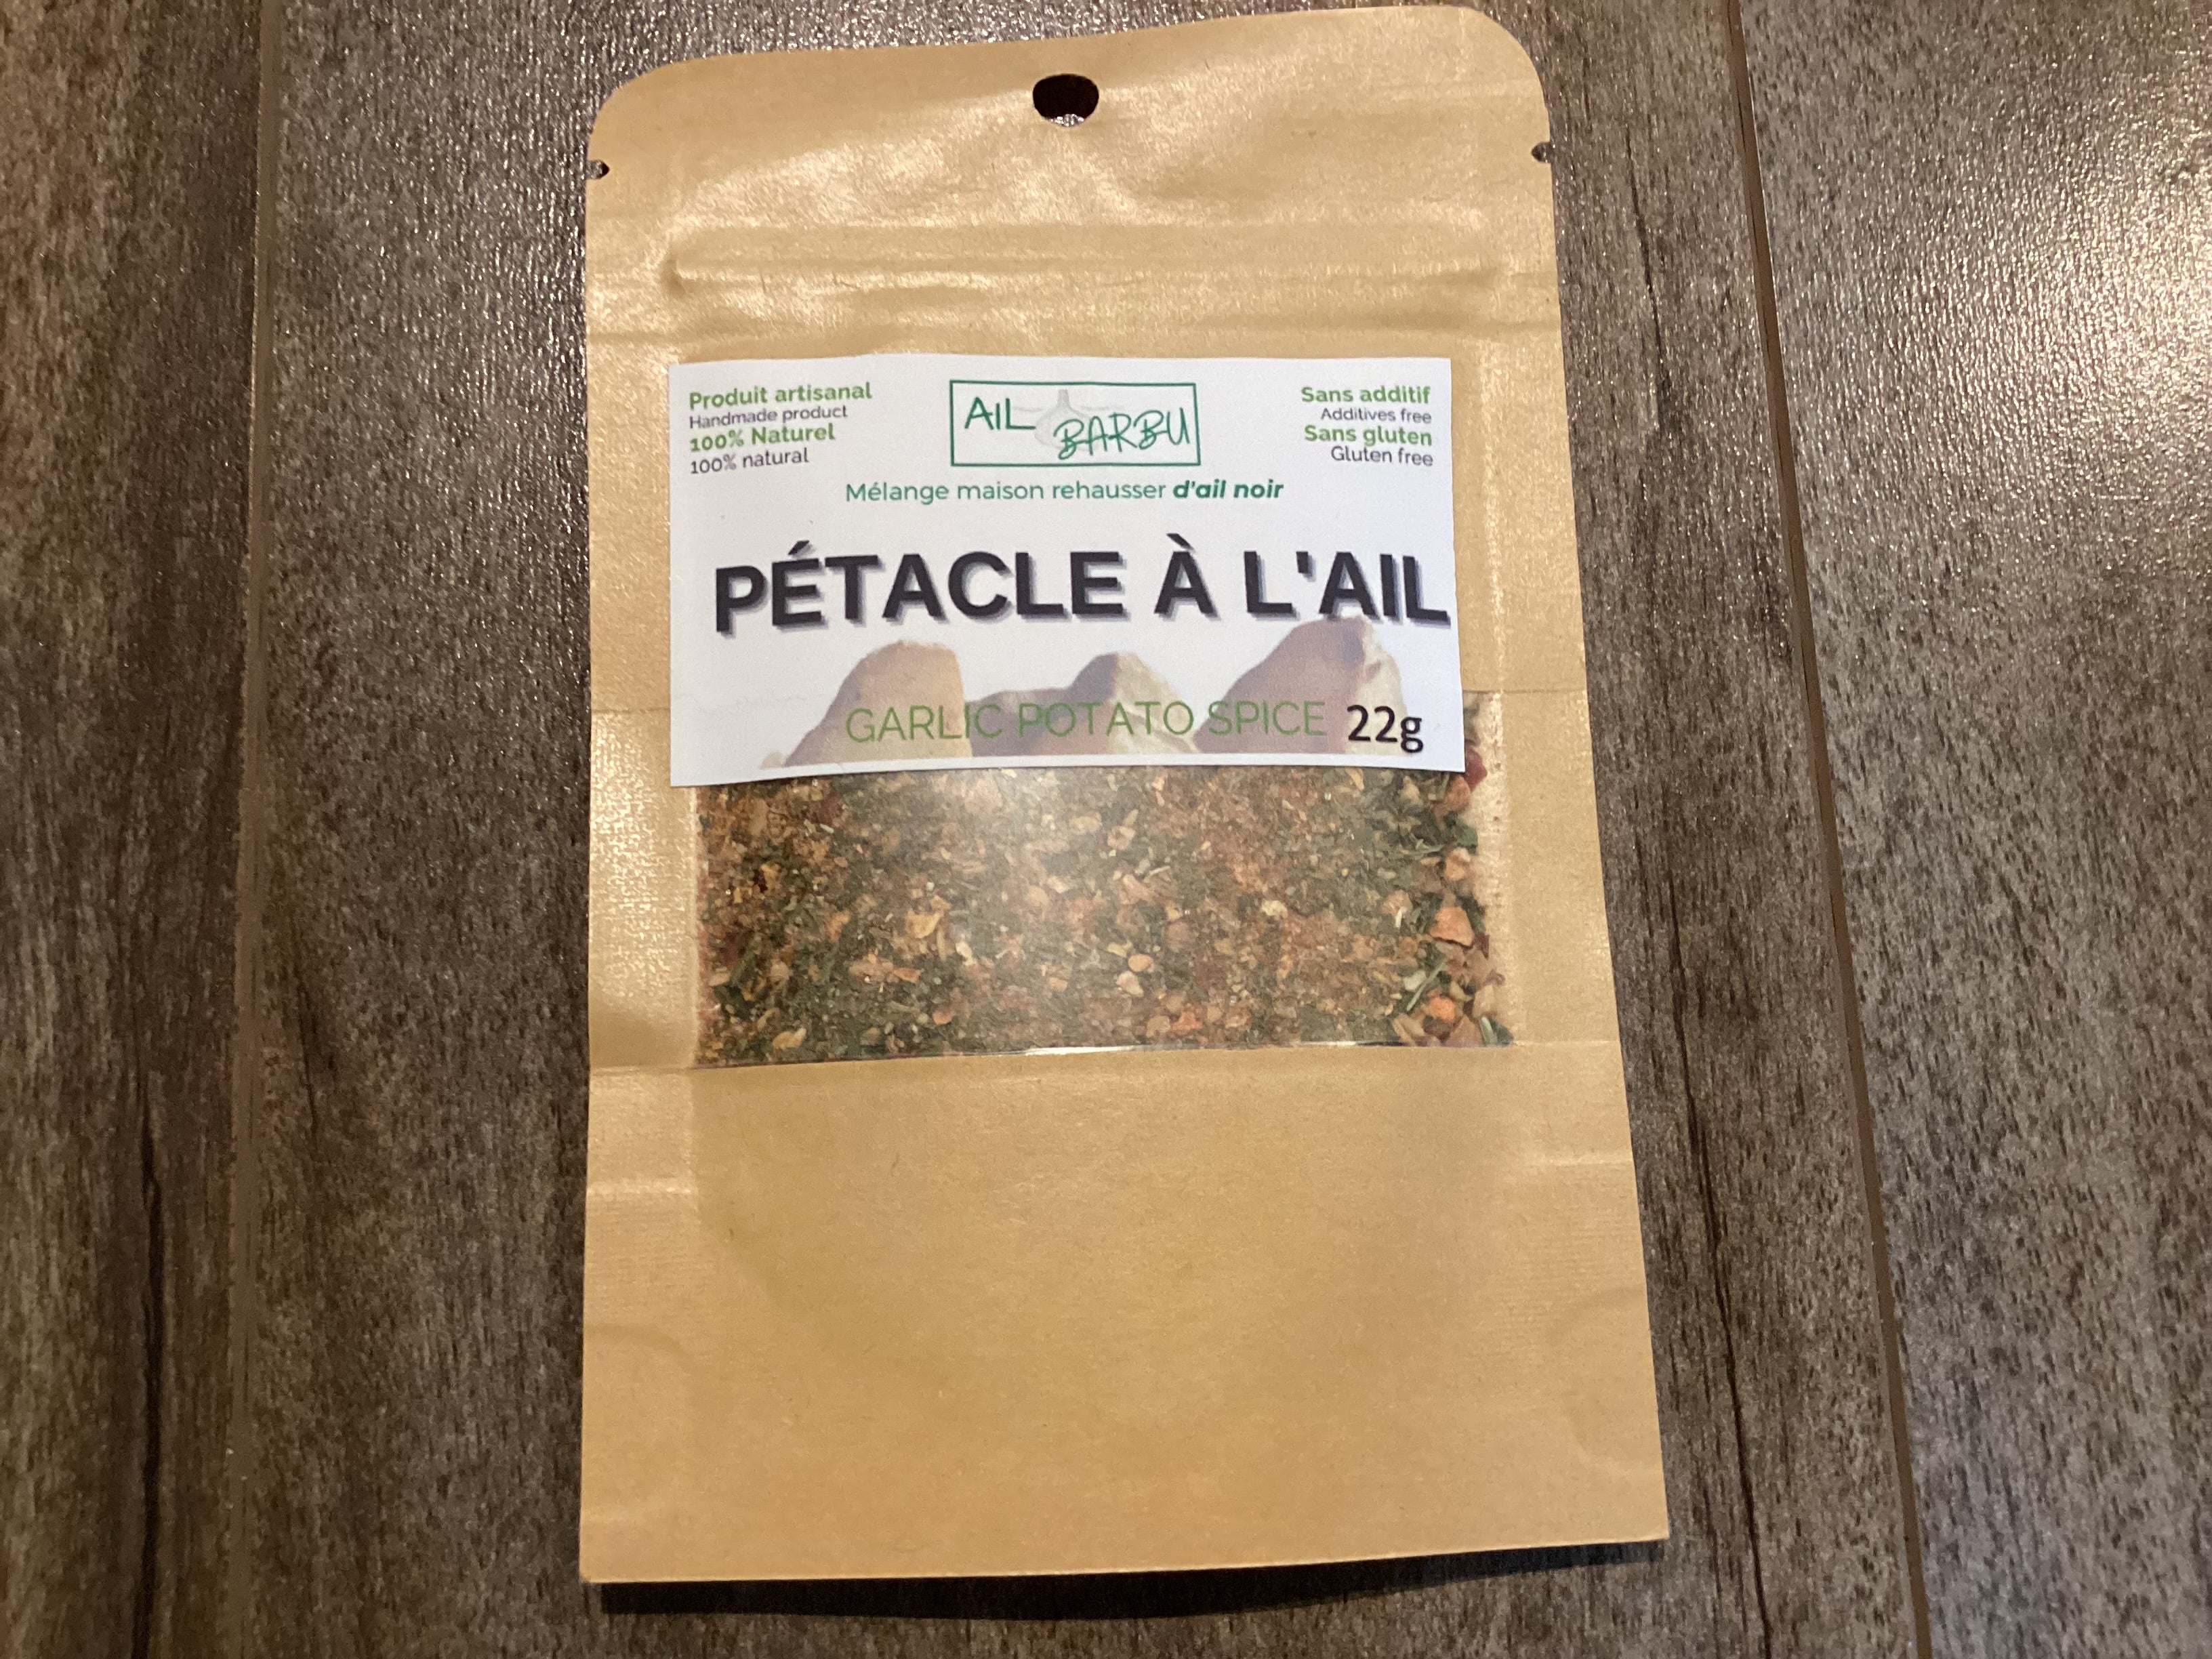 Produit artisanal
Handmade product
100% Naturel
100% natural
AIL
BARBU
Sans additif
Additives free
Sans gluten
Gluten free
Mélange maison rehausser d'ail noir
PÉTACLE À L'AIL
GARLIC POTATO SPICE 22g